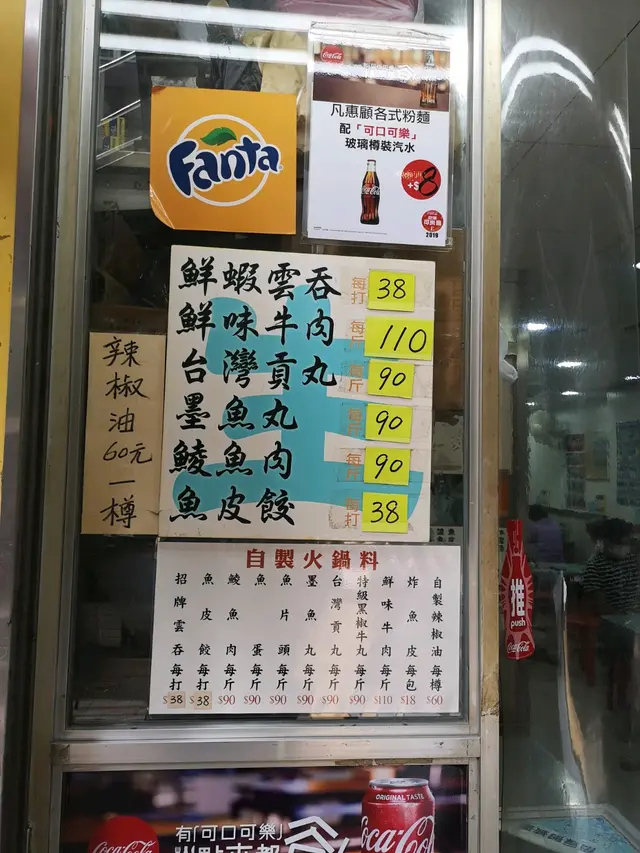 Fanta
Coca-Cola
凡惠顧各式粉麵
配「可口可樂」
玻璃樽裝汽水
+$8
2019
鮮蝦雲吞 每打 38
鮮味牛肉 每斤 110
台灣貢丸 每斤 90
墨魚丸 每斤 90
鯪魚肉 每斤 90
魚皮餃 每打 38
辣椒油60元一樽
自製火鍋料
招牌雲吞每打 $38
魚皮餃每打 $38
鯪魚肉每斤 $90
魚蛋每斤 $90
魚片頭每斤 $90
墨魚丸每斤 $90
台灣貢丸每斤 $90
特級黑椒牛丸每斤 $90
鮮味牛肉每斤 $110
炸魚皮每包 $18
自製辣椒油每樽 $60
推
push
Coca-Cola
ORIGINAL TASTE
Coca-Cola
有「可口可樂」